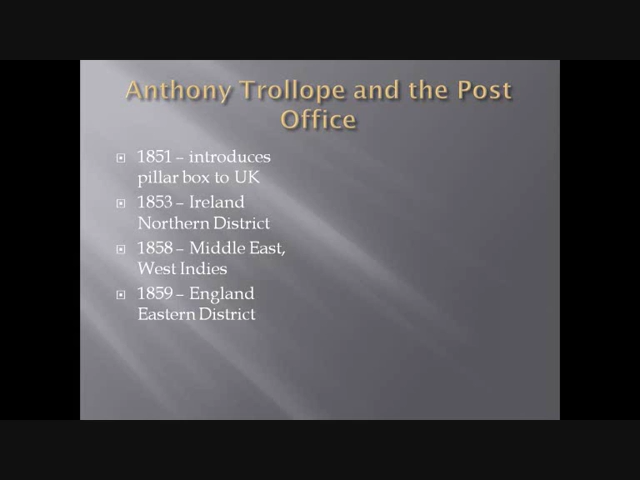 Anthony Trollope and the Post
Office
1851 – introduces
pillar box to UK
1853 – Ireland
Northern District
1858 – Middle East,
West Indies
1859 – England
Eastern District